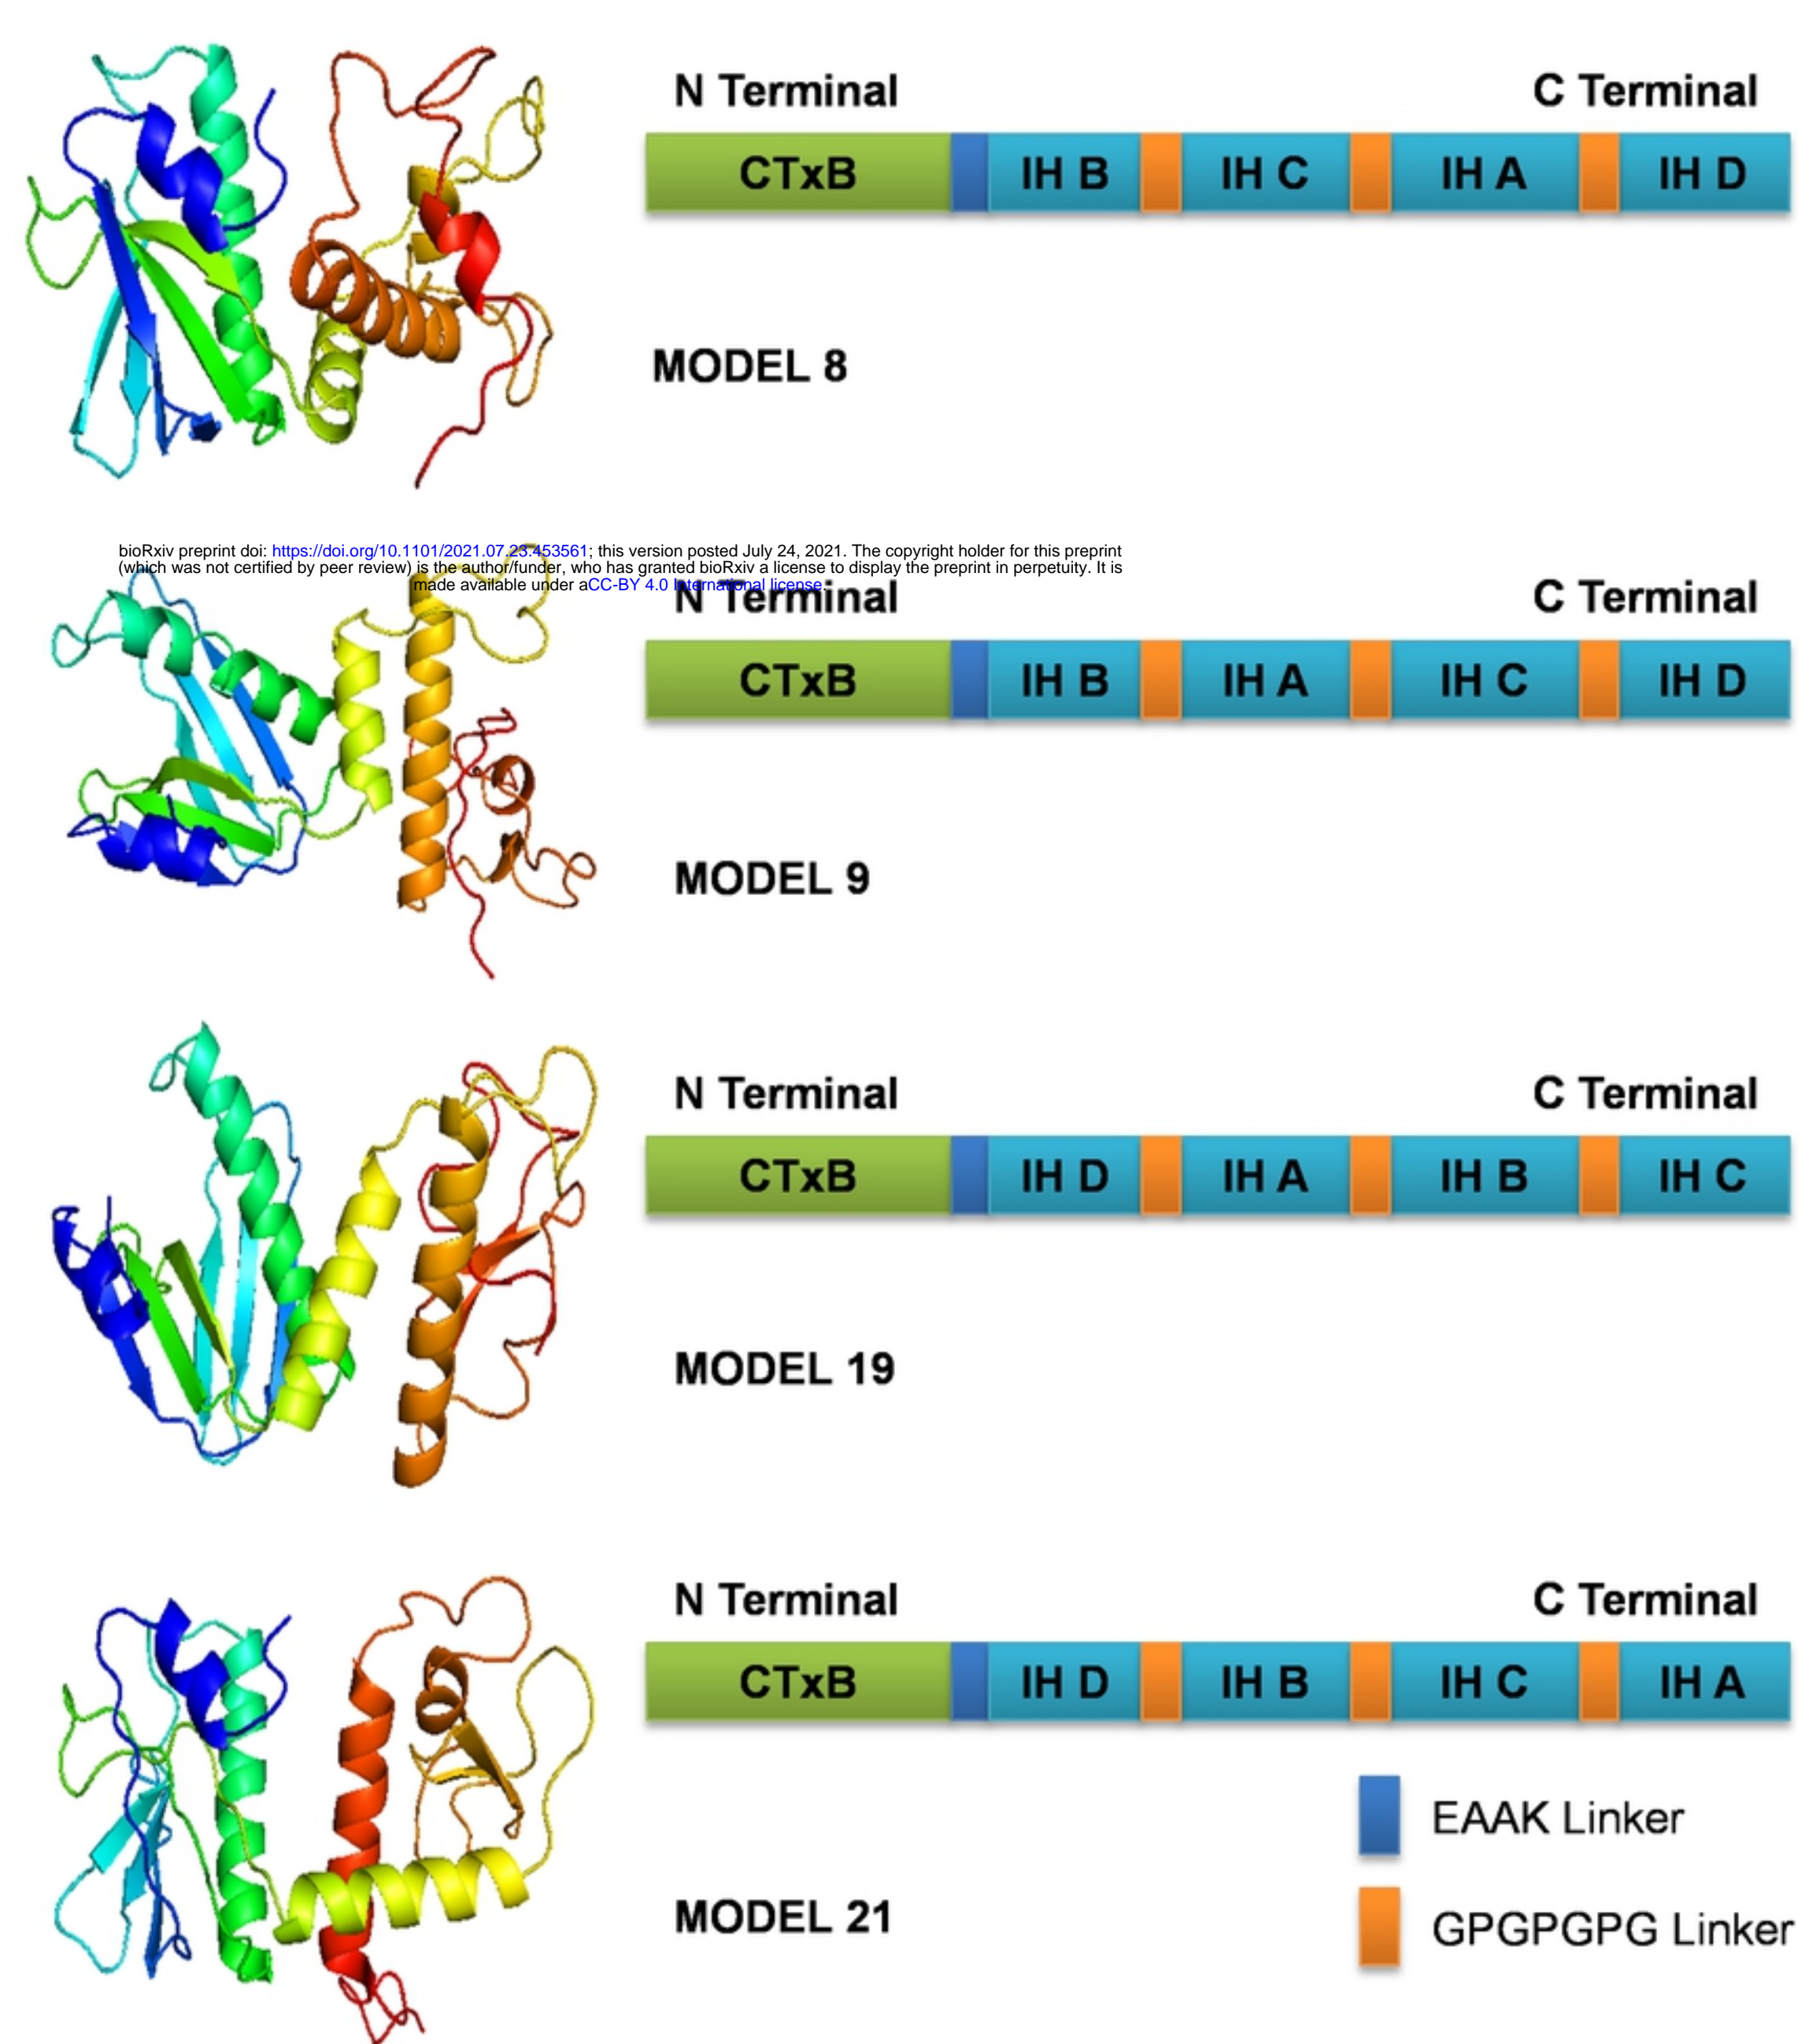 N Terminal C Terminal
CTxB IH B IH C IH A IH D
MODEL 8
bioRxiv preprint doi: https://doi.org/10.1101/2021.07.23.453561; this version posted July 24, 2021. The copyright holder for this preprint
(which was not certified by peer review) is the author/funder, who has granted bioRxiv a license to display the preprint in perpetuity. It is
made available under aCC-BY 4.0 International license.
N Terminal C Terminal
CTxB IH B IH A IH C IH D
MODEL 9
N Terminal C Terminal
CTxB IH D IH A IH B IH C
MODEL 19
N Terminal C Terminal
CTxB IH D IH B IH C IH A
EAAK Linker
MODEL 21
GPGPGPG Linker